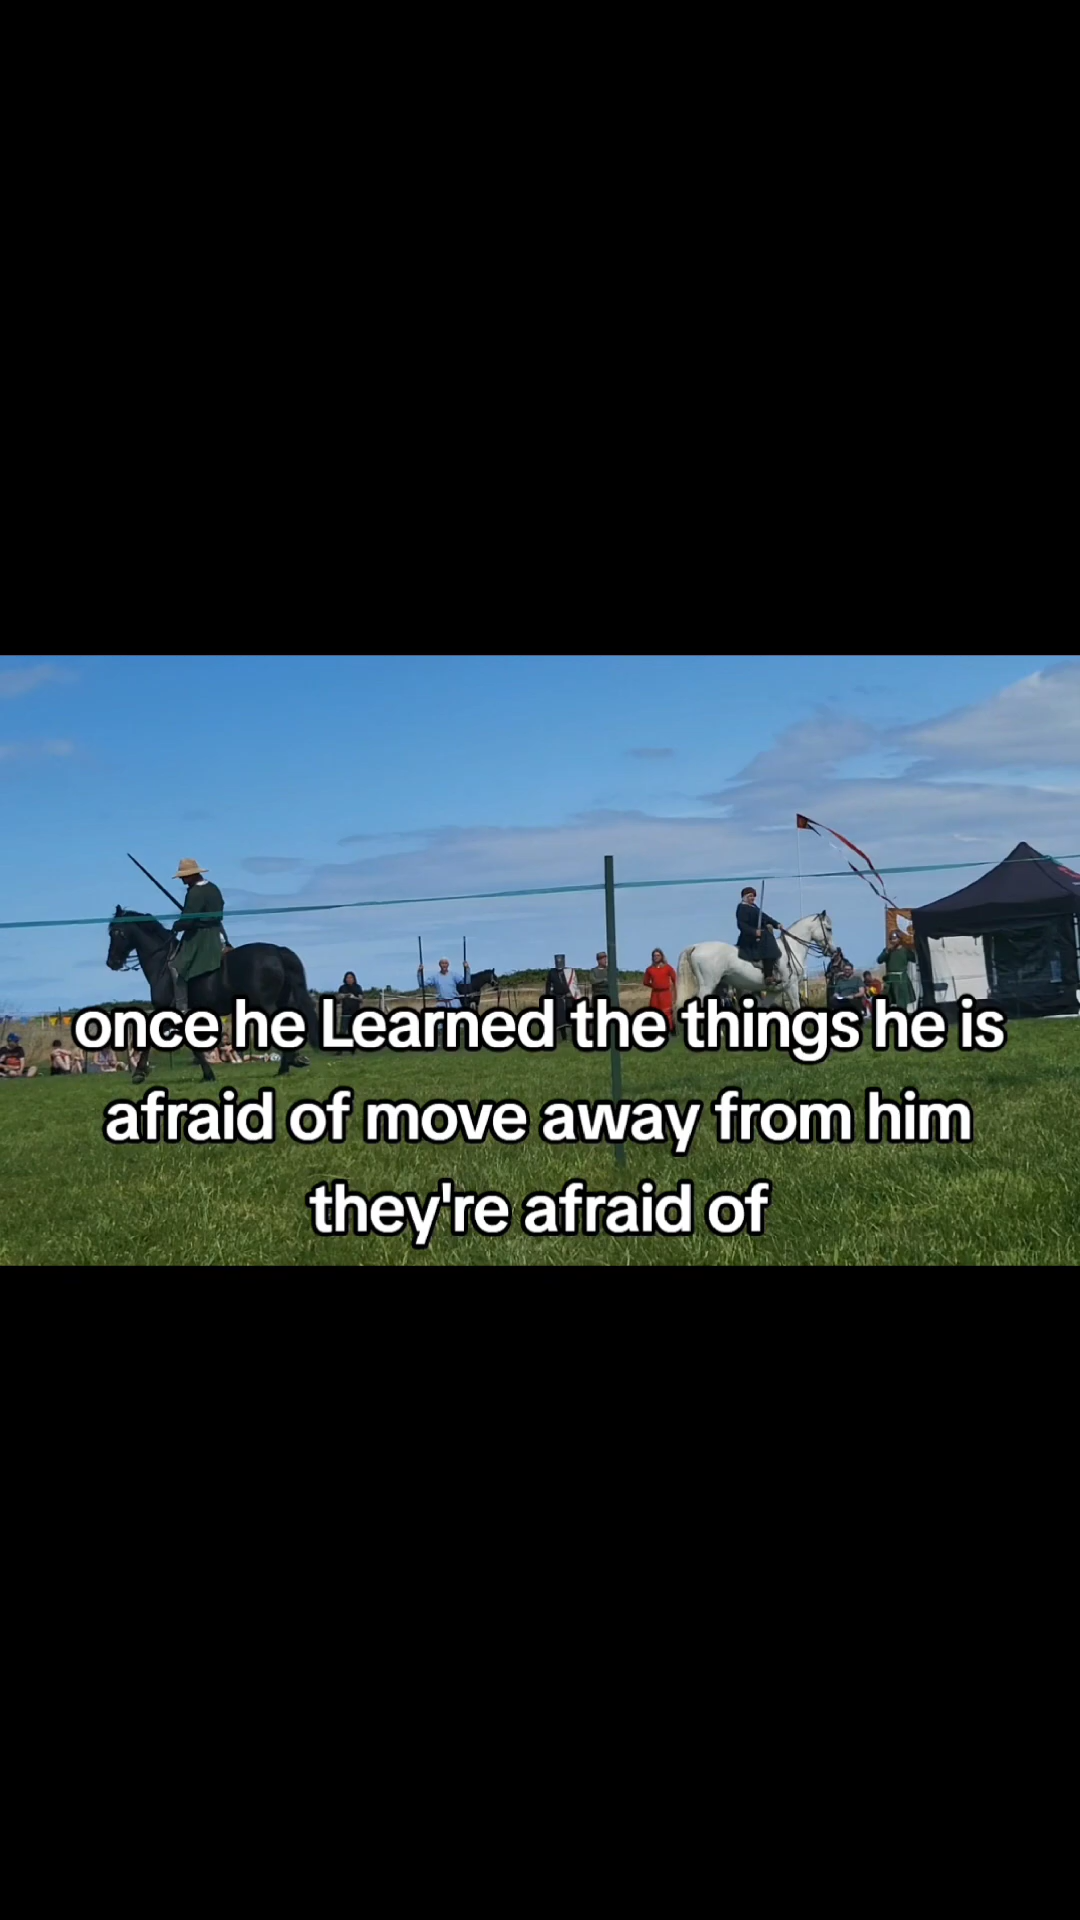 once he Learned the things he is
afraid of move away from him
they're afraid of